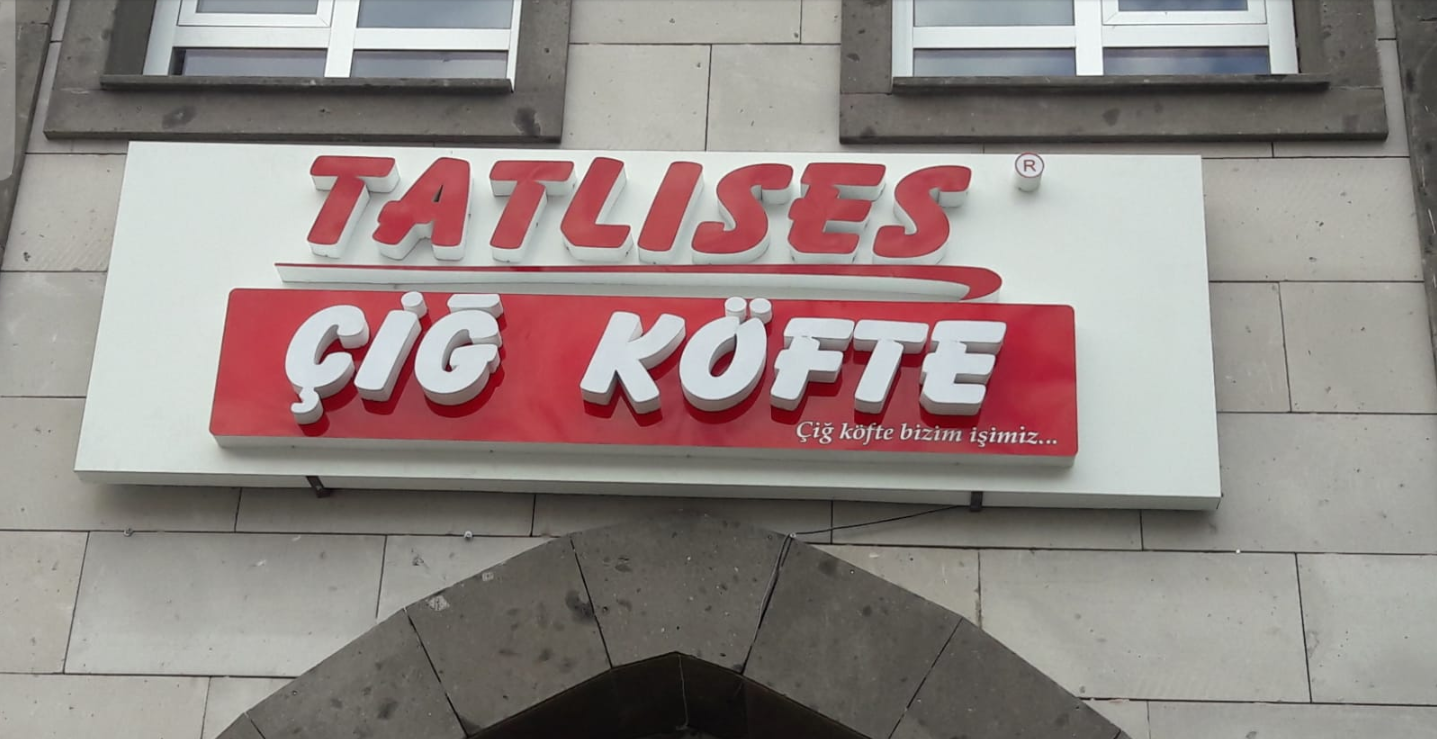 TATLISES ®
ÇİĞ KÖFTE
Çiğ köfte bizim işimiz...